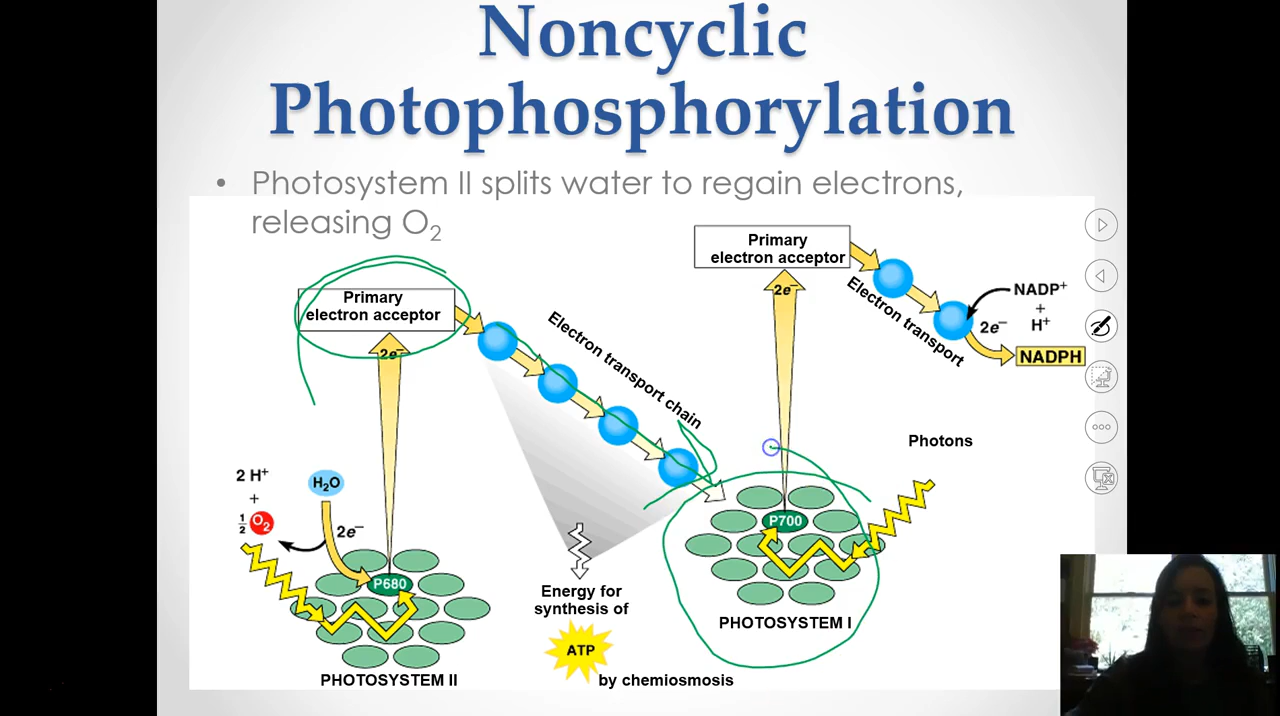 Noncyclic
Photophosphorylation
• Photosystem II splits water to regain electrons,
releasing O₂
Primary
electron acceptor
2e⁻
Electron transport chain
2 H⁺
+
½ O₂
H₂O
2e⁻
P680
PHOTOSYSTEM II
Energy for
synthesis of
ATP
by chemiosmosis
Primary
electron acceptor
2e⁻
Electron transport
NADP⁺
+
H⁺
2e⁻
NADPH
Photons
P700
PHOTOSYSTEM I